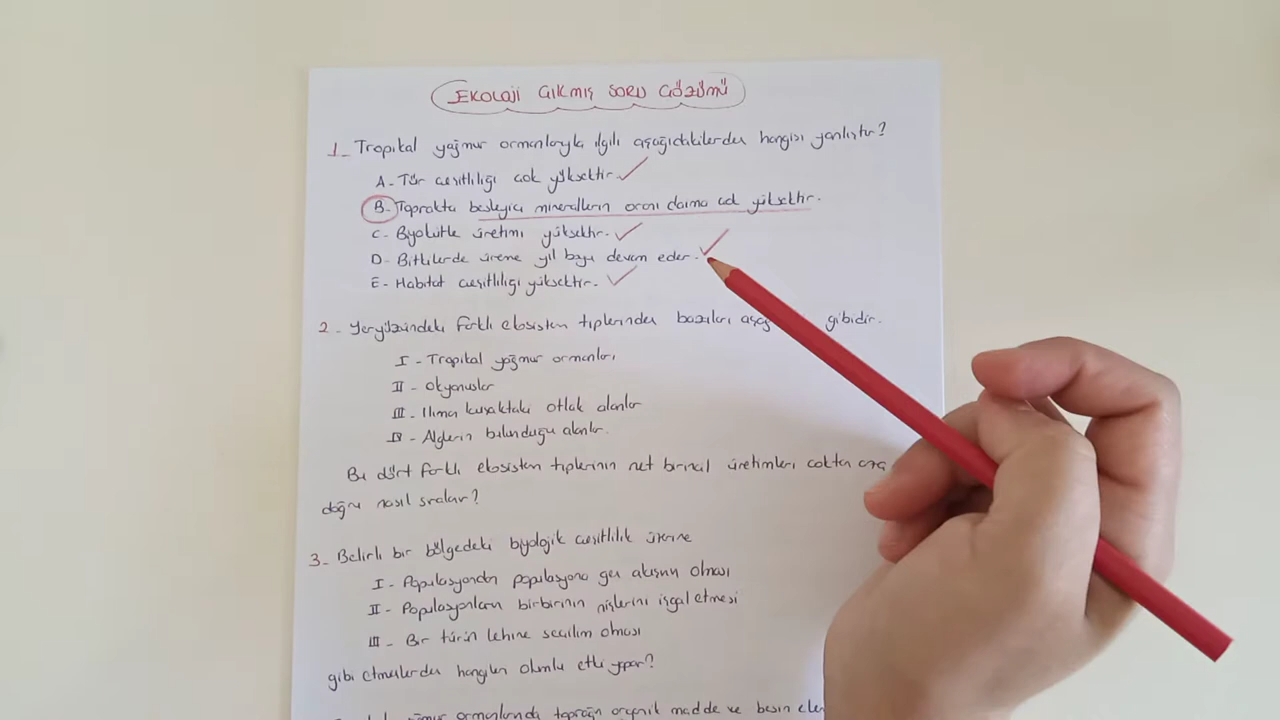 EKOLOJİ ÇIKMIŞ SORU ÇÖZÜMÜ
1- Tropikal yağmur ormanlarıyla ilgili aşağıdakilerden hangisi yanlıştır?
A- Tür çeşitliliği çok yüksektir.
B- Toprakta besleyici minerallerin oranı daima çok yüksektir.
C- Biyokütle üretimi yüksektir.
D- Bitkilerde üreme yıl boyu devam eder.
E- Habitat çeşitliliği yüksektir.
2- Yeryüzündeki farklı ekosistem tiplerinden bazıları gibidir.
I - Tropikal yağmur ormanları
II - Okyanuslar
III - Ilıman kuşaktaki otlak alanlar
IV - Alglerin bulunduğu alanlar.
Bu dört farklı ekosistem tiplerinin net birincil üretimleri çoktan aza
doğru nasıl sıralar?
3- Belirli bir bölgedeki biyolojik çeşitlilik üzerine
I - Populasyondan populasyona gen akışının olması
II - Populasyonların birbirinin nişlerini işgal etmesi
III - Bir türün lehine seçilim olması
gibi etmenlerden hangileri olumlu etki yapar?
yağmur ormanlarında toprağın organik madde ve besin